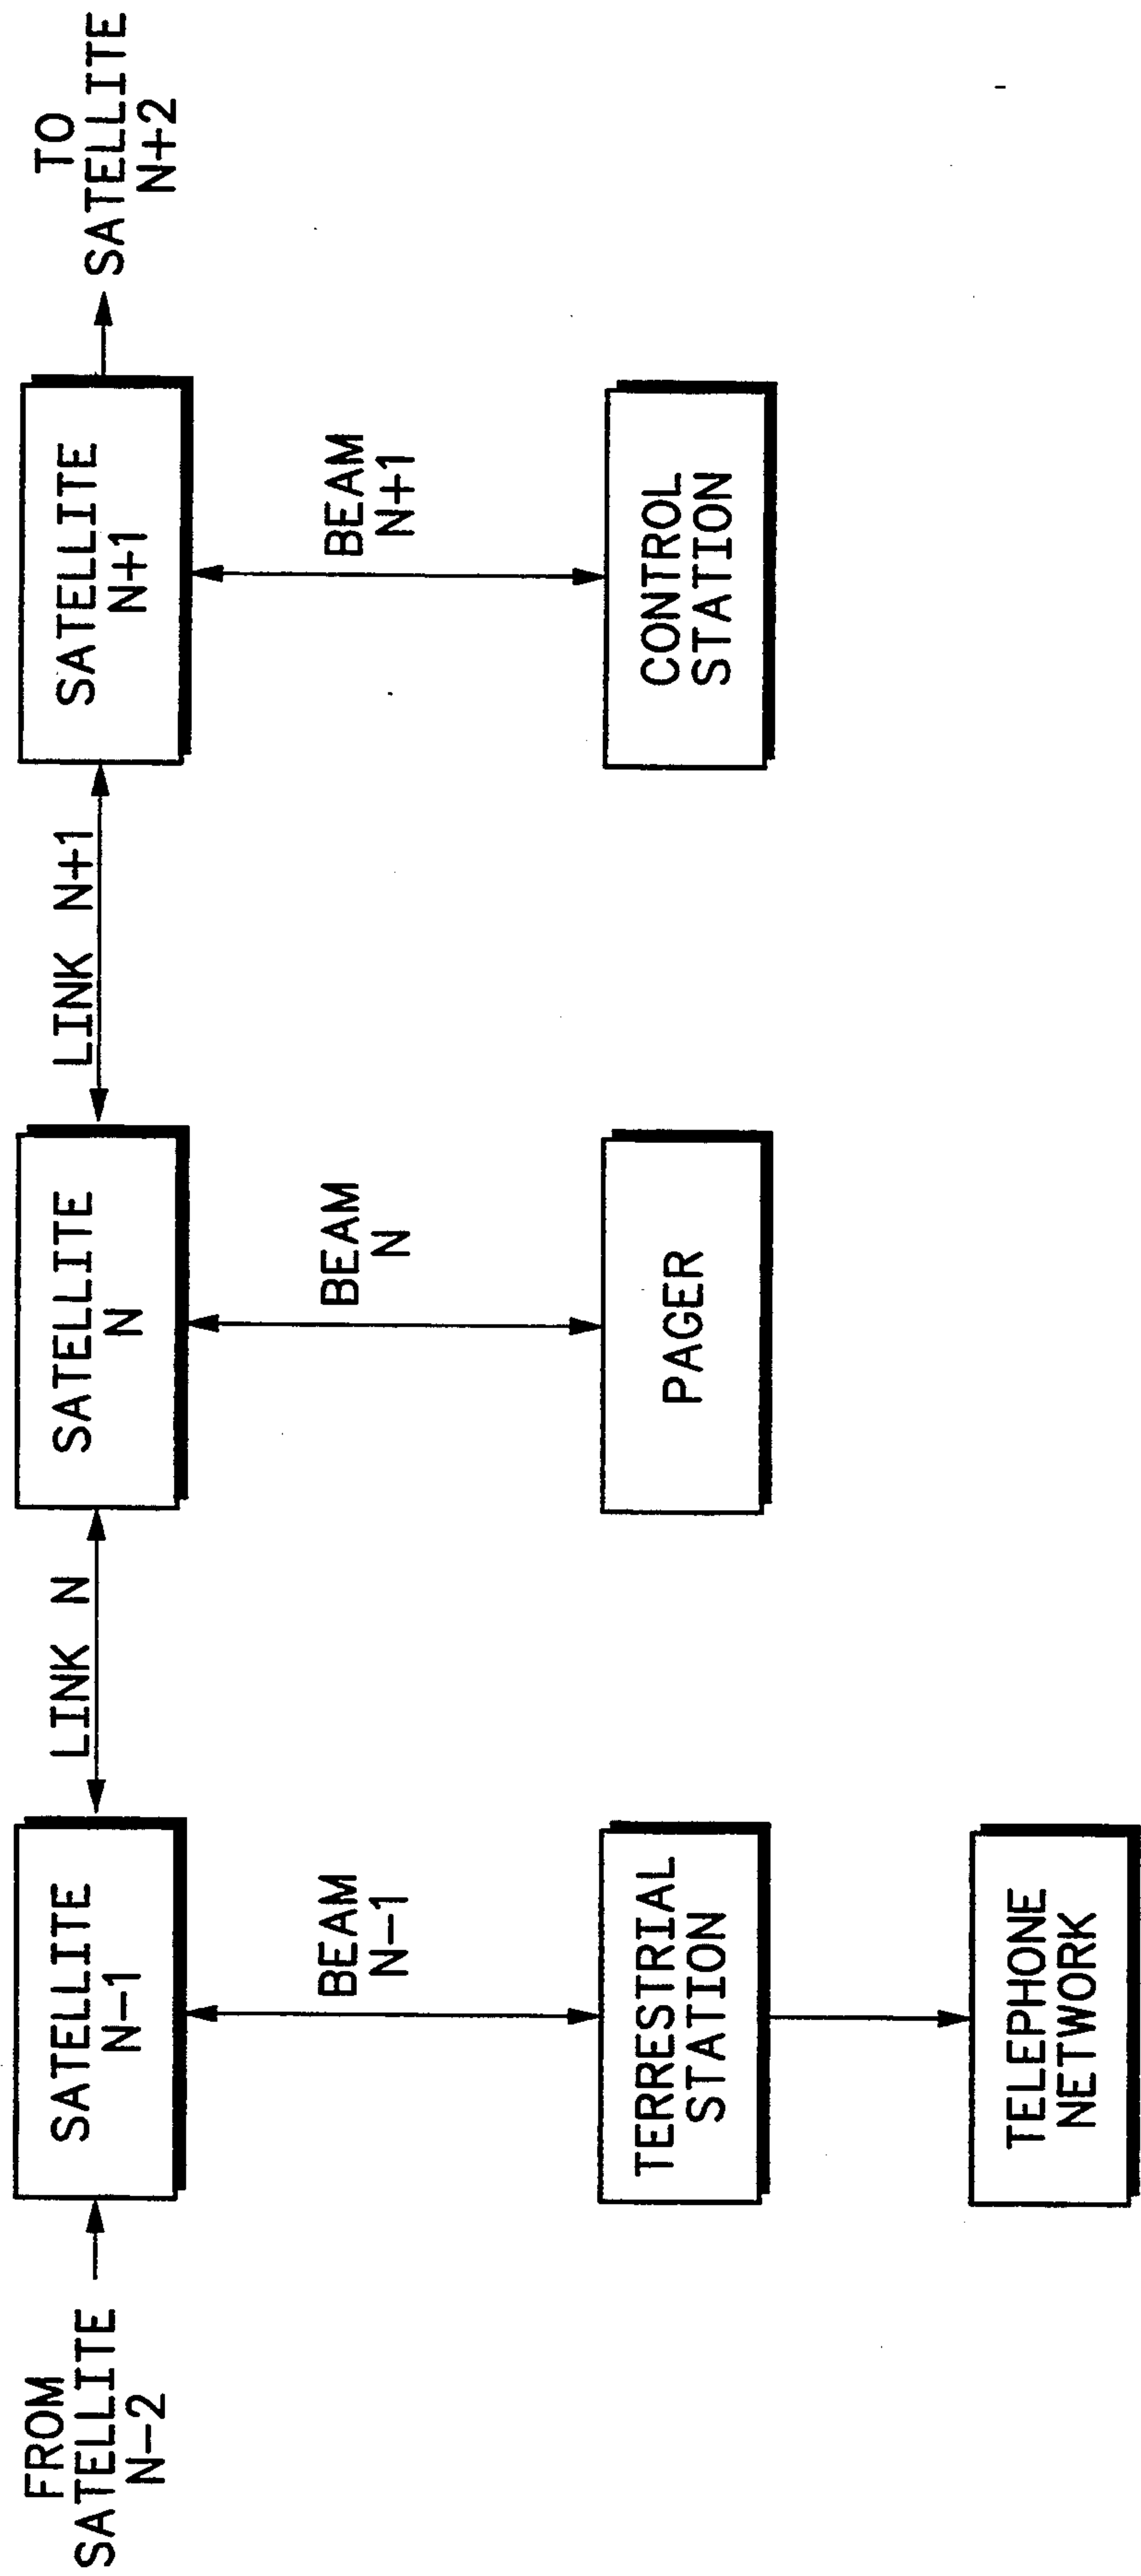 FROM
SATELLITE
N-2
SATELLITE
N-1
LINK N
SATELLITE
N
LINK N+1
SATELLITE
N+1
TO
SATELLITE
N+2
BEAM
N-1
BEAM
N
BEAM
N+1
TERRESTRIAL
STATION
PAGER
CONTROL
STATION
TELEPHONE
NETWORK